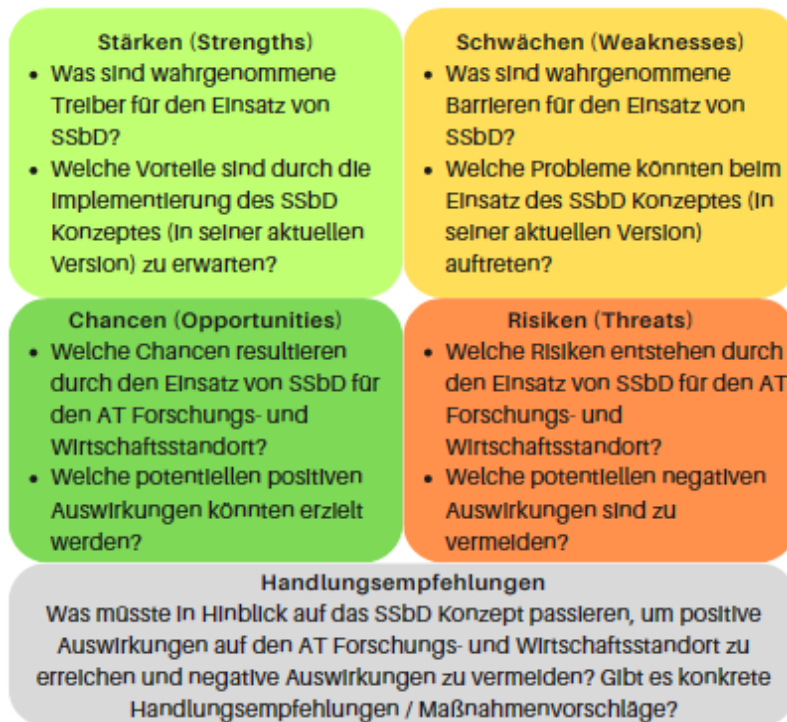 Stärken (Strengths)
• Was sind wahrgenommene
Treiber für den Einsatz von
SSbD?
• Welche Vorteile sind durch die
Implementierung des SSbD
Konzeptes (in seiner aktuellen
Version) zu erwarten?
Schwächen (Weaknesses)
• Was sind wahrgenommene
Barrieren für den Einsatz von
SSbD?
• Welche Probleme könnten beim
Einsatz des SSbD Konzeptes (in
seiner aktuellen Version)
auftreten?
Chancen (Opportunities)
• Welche Chancen resultieren
durch den Einsatz von SSbD für
den AT Forschungs- und
Wirtschaftsstandort?
• Welche potentiellen positiven
Auswirkungen könnten erzielt
werden?
Risiken (Threats)
• Welche Risiken entstehen durch
den Einsatz von SSbD für den AT
Forschungs- und
Wirtschaftsstandort?
• Welche potentiellen negativen
Auswirkungen sind zu
vermeiden?
Handlungsempfehlungen
Was müsste in Hinblick auf das SSbD Konzept passieren, um positive
Auswirkungen auf den AT Forschungs- und Wirtschaftsstandort zu
erreichen und negative Auswirkungen zu vermeiden? Gibt es konkrete
Handlungsempfehlungen / Maßnahmenvorschläge?